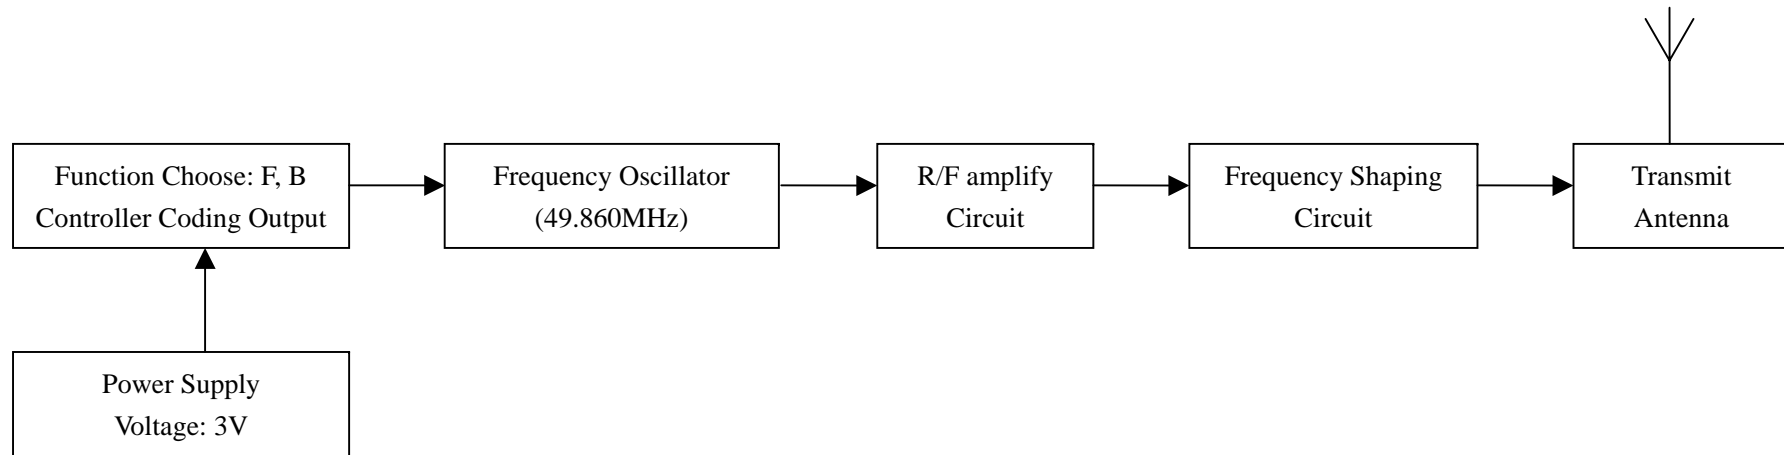 Function Choose: F, B
Controller Coding Output
Frequency Oscillator
(49.860MHz)
R/F amplify
Circuit
Frequency Shaping
Circuit
Transmit
Antenna
Power Supply
Voltage: 3V